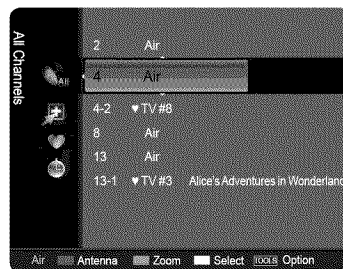 All Channels
All
2 Air
4 Air
4-2 ♥ TV #8
8 Air
13 Air
13-1 ♥ TV #3 Alice's Adventures in Wonderland
Air Antenna Zoom Select TOOLS Option